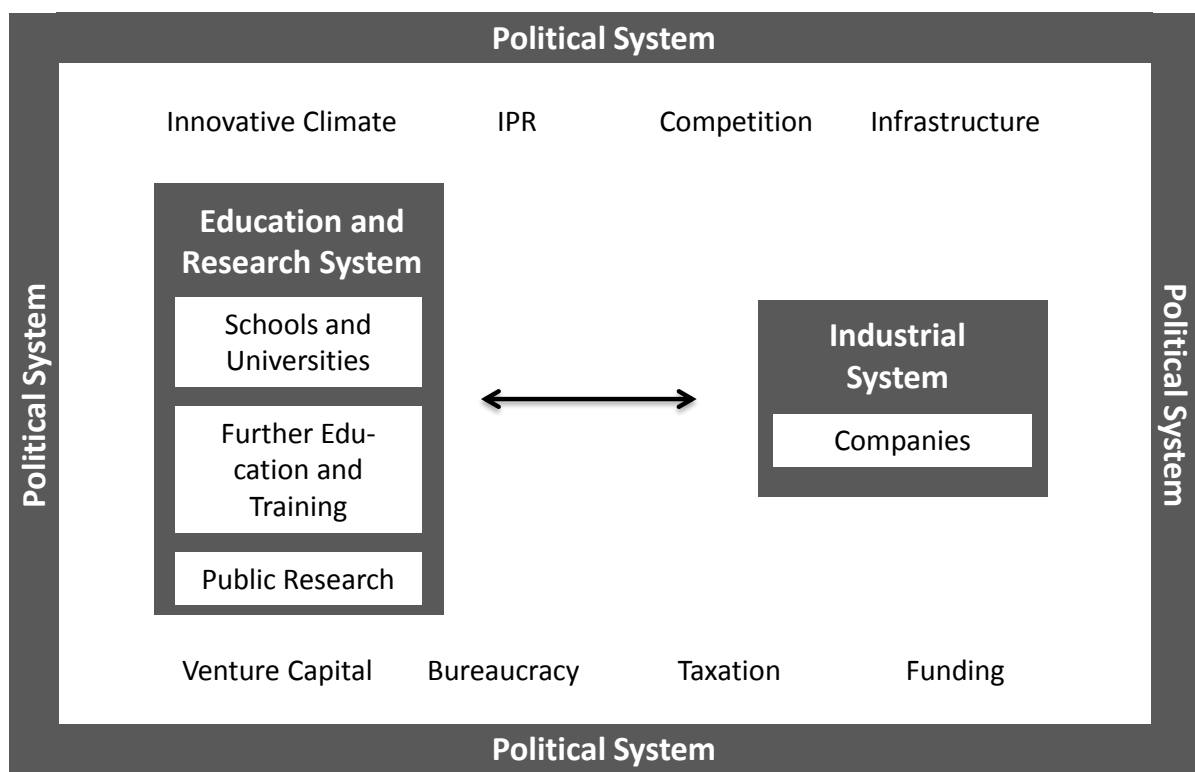 Political System
Innovative Climate
IPR
Competition
Infrastructure
Education and
Research System
Schools and
Universities
Further Edu-
cation and
Training
Public Research
Industrial
System
Companies
Political System
Political System
Venture Capital
Bureaucracy
Taxation
Funding
Political System